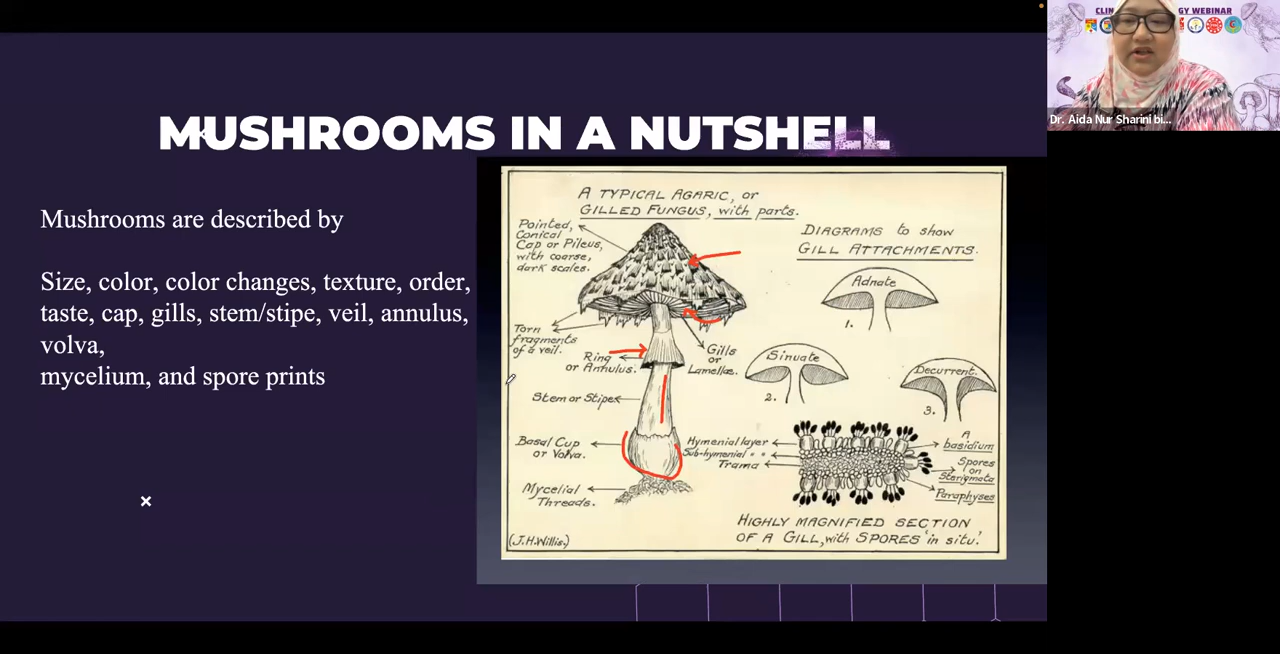 CLIN GY WEBINAR
Dr. Aida Nur Sharini bi...
MUSHROOMS IN A NUTSHELL
Mushrooms are described by
Size, color, color changes, texture, order,
taste, cap, gills, stem/stipe, veil, annulus,
volva,
mycelium, and spore prints
A TYPICAL AGARIC, or
GILLED FUNGUS, with parts.
Pointed,
Conical
Cap or Pileus,
with coarse,
dark scales.
Torn
fragments
of a veil.
Ring
or Annulus.
Gills
or
Lamellae.
Stem or Stipe
Basal Cup
or Volva.
Mycelial
Threads.
(J.H.Willis.)
DIAGRAMS to show
GILL ATTACHMENTS.
Adnate
1.
Sinuate
2.
Decurrent.
3.
Hymenial layer
Sub-hymenial " "
Trama
A
basidium
Spores
on
Sterigmata
Paraphyses
HIGHLY MAGNIFIED SECTION
OF A GILL, with SPORES 'in situ'.